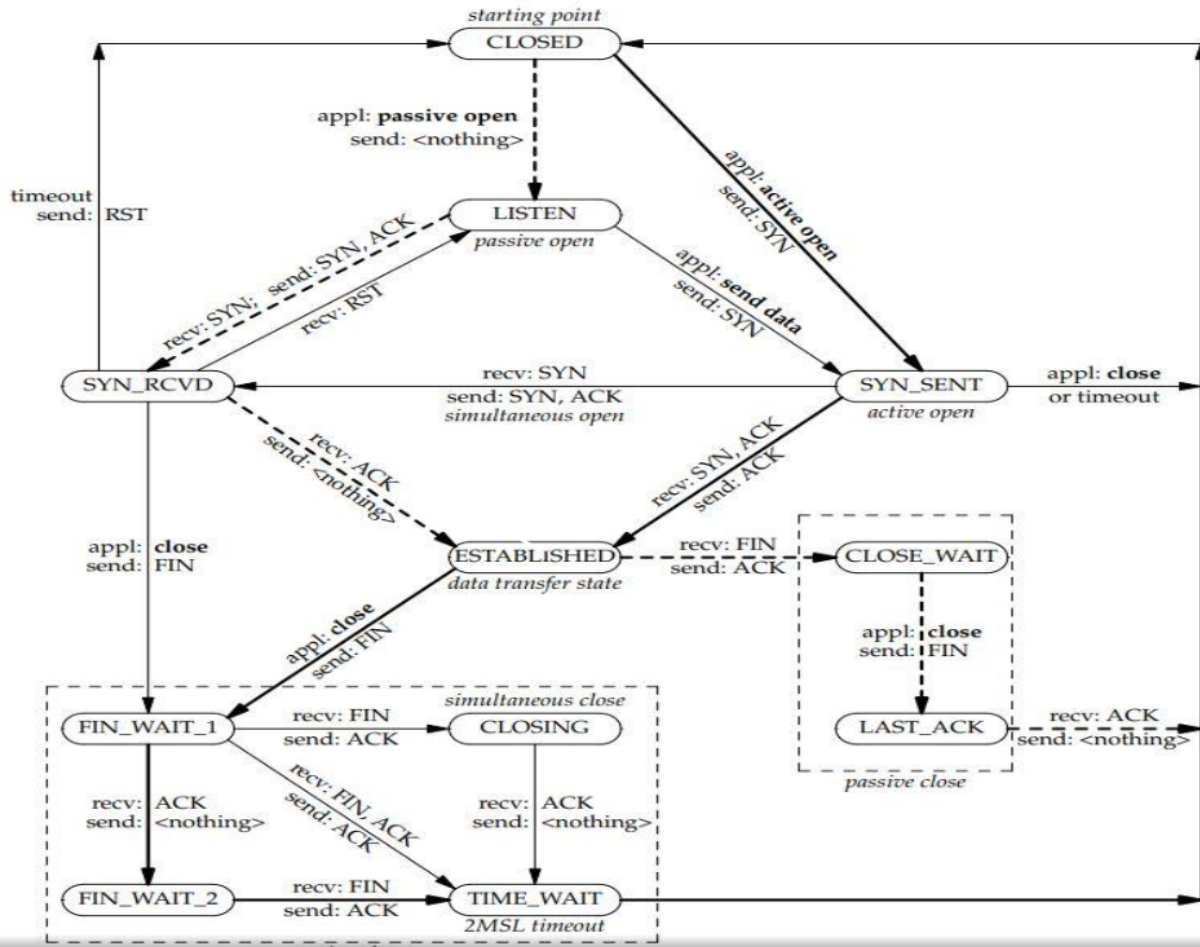 starting point
CLOSED
appl: passive open
send: <nothing>
appl: active open
send: SYN
timeout
send: RST
LISTEN
passive open
recv: SYN; send: SYN, ACK
recv: RST
appl: send data
send: SYN
SYN_RCVD
recv: SYN
send: SYN, ACK
simultaneous open
SYN_SENT
active open
appl: close
or timeout
recv: ACK
send: <nothing>
recv: SYN, ACK
send: ACK
appl: close
send: FIN
ESTABLISHED
data transfer state
recv: FIN
send: ACK
CLOSE_WAIT
appl: close
send: FIN
appl: close
send: FIN
simultaneous close
FIN_WAIT_1
recv: FIN
send: ACK
CLOSING
LAST_ACK
recv: ACK
send: <nothing>
passive close
recv: ACK
send: <nothing>
recv: FIN, ACK
send: ACK
recv: ACK
send: <nothing>
FIN_WAIT_2
recv: FIN
send: ACK
TIME_WAIT
2MSL timeout